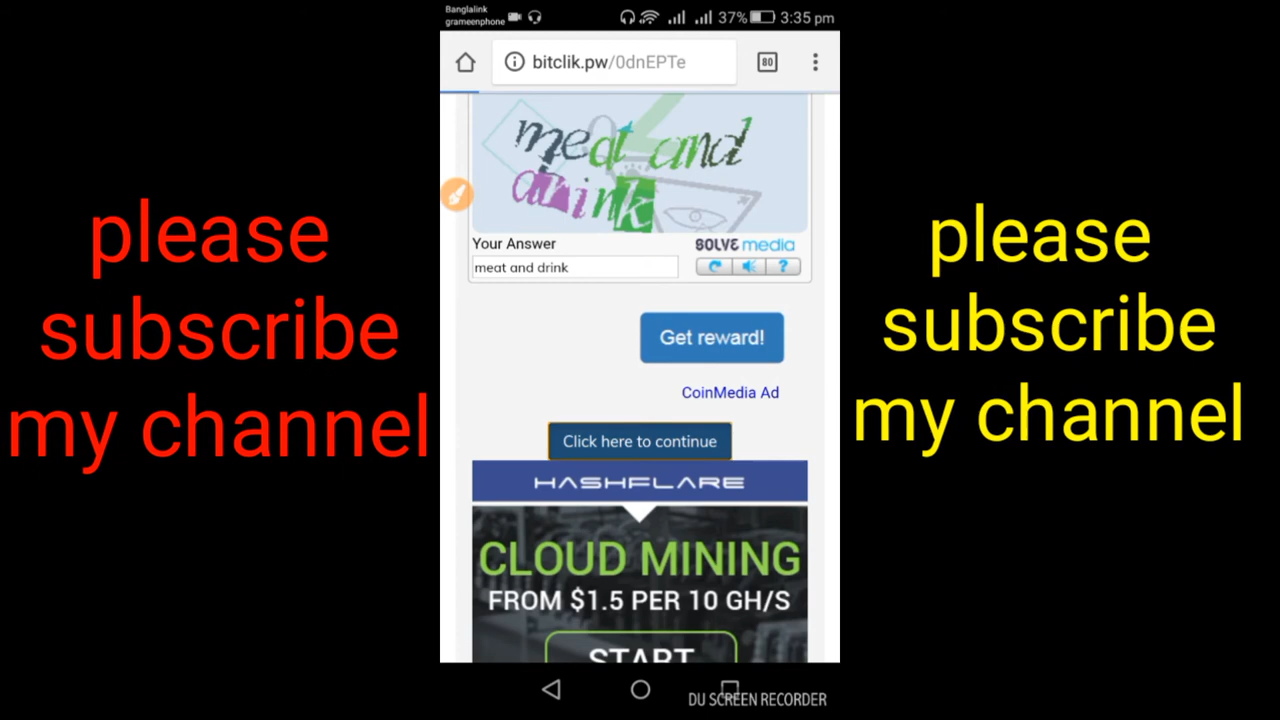 Banglalink
grameenphone
37%
3:35 pm
bitclik.pw/0dnEPTe
80
meat and
drink
Your Answer
SOLVE media
meat and drink
?
Get reward!
CoinMedia Ad
Click here to continue
HASHFLARE
CLOUD MINING
FROM $1.5 PER 10 GH/S
START
please
subscribe
my channel
please
subscribe
my channel
DU SCREEN RECORDER